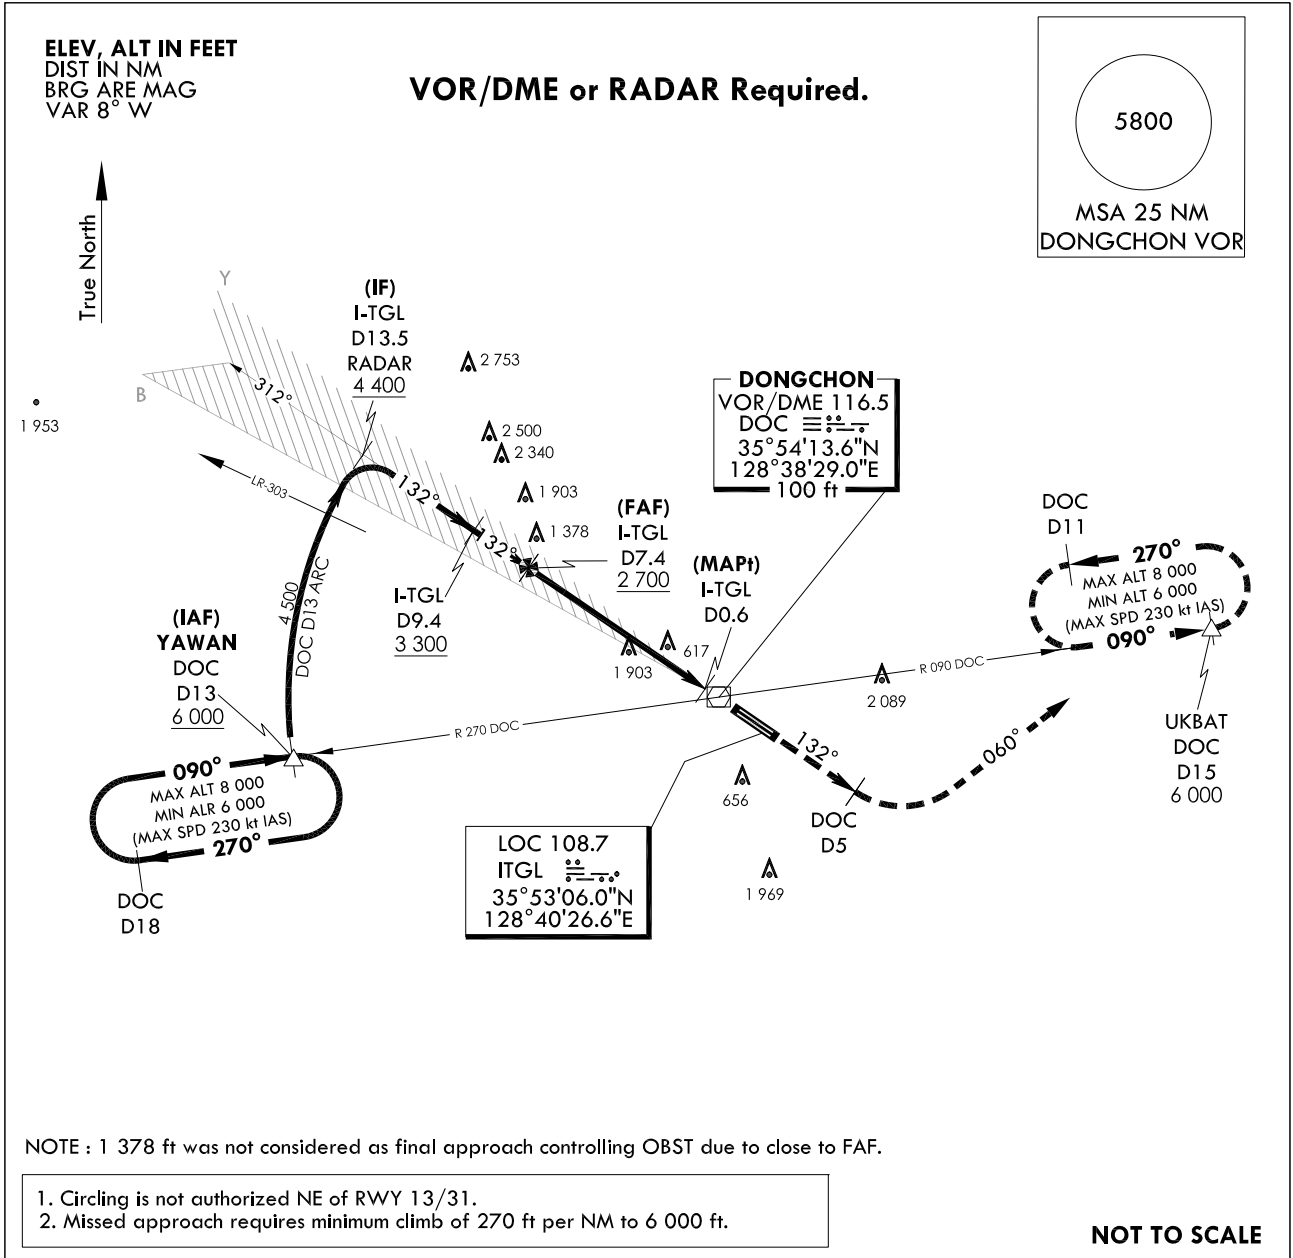 ELEV, ALT IN FEET
DIST IN NM
BRG ARE MAG
VAR 8° W
VOR/DME or RADAR Required.
5800
MSA 25 NM
DONGCHON VOR
True North
Y
B
312°
(IF)
I-TGL
D13.5
RADAR
4 400
1 953
2 753
2 500
2 340
1 903
1 378
LR-303
132°
132°
(FAF)
I-TGL
D7.4
2 700
DONGCHON
VOR/DME 116.5
DOC
35°54'13.6"N
128°38'29.0"E
100 ft
(MAPt)
I-TGL
D0.6
I-TGL
D9.4
3 300
4 500
DOC D13 ARC
(IAF)
YAWAN
DOC
D13
6 000
617
1 903
DOC
D11
270°
MAX ALT 8 000
MIN ALT 6 000
(MAX SPD 230 kt IAS)
090°
R 090 DOC
2 089
R 270 DOC
UKBAT
DOC
D15
6 000
090°
MAX ALT 8 000
MIN ALR 6 000
(MAX SPD 230 kt IAS)
270°
DOC
D18
132°
060°
DOC
D5
656
1 969
LOC 108.7
ITGL
35°53'06.0"N
128°40'26.6"E
NOTE : 1 378 ft was not considered as final approach controlling OBST due to close to FAF.
1. Circling is not authorized NE of RWY 13/31.
2. Missed approach requires minimum climb of 270 ft per NM to 6 000 ft.
NOT TO SCALE